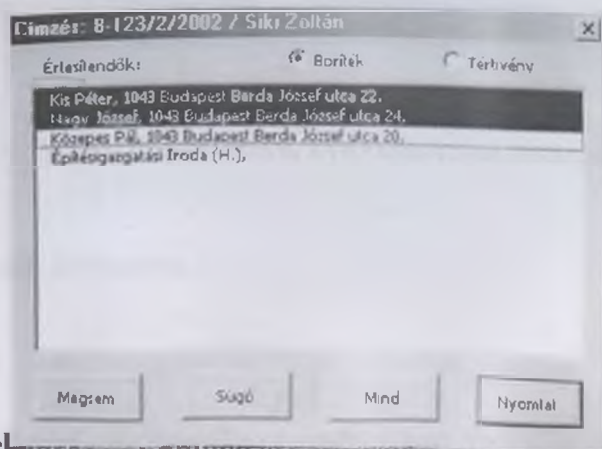 Címzés: 8-123/2/2002 / Siki Zoltán
Értesítendők: Boríték Tértivény
Kis Péter, 1043 Budapest Berda József utca 22.
Nagy József, 1043 Budapest Berda József utca 24.
Közepes Pál, 1043 Budapest Berda József utca 20.
Építésigazgatási Iroda (H.),
Mégsem Súgó Mind Nyomtat